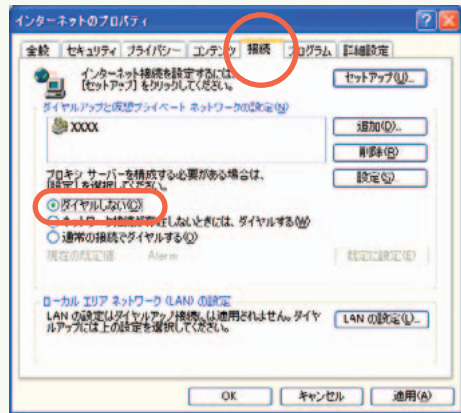 インターネットのプロパティ
全般 セキュリティ プライバシー コンテンツ 接続 プログラム 詳細設定
インターネット接続を設定するには、
[セットアップ] をクリックしてください。
セットアップ(U)...
ダイヤルアップと仮想プライベート ネットワークの設定(N)
XXXX
追加(D)...
削除(R)
プロキシ サーバーを構成する必要がある場合は、
[設定] を選択してください。
設定(S)...
ダイヤルしない(C)
ネットワーク接続が存在しないときには、ダイヤルする(W)
通常の接続でダイヤルする(O)
現在の既定値 Alerm
既定に設定(E)
ローカル エリア ネットワーク (LAN) の設定
LAN の設定はダイヤルアップ接続には適用されません。ダイヤ
ルアップには上の設定を選択してください。
LAN の設定(L)...
OK キャンセル 適用(A)